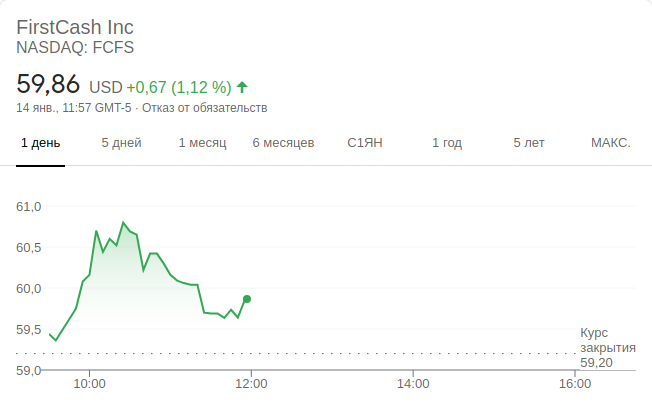 FirstCash Inc
NASDAQ: FCFS
59,86 USD +0,67 (1,12 %)
14 янв., 11:57 GMT-5 · Отказ от обязательств
1 день 5 дней 1 месяц 6 месяцев С1ЯН 1 год 5 лет МАКС.
61,0
60,5
60,0
59,5
Курс
закрытия
59,20
59,0
10:00 12:00 14:00 16:00